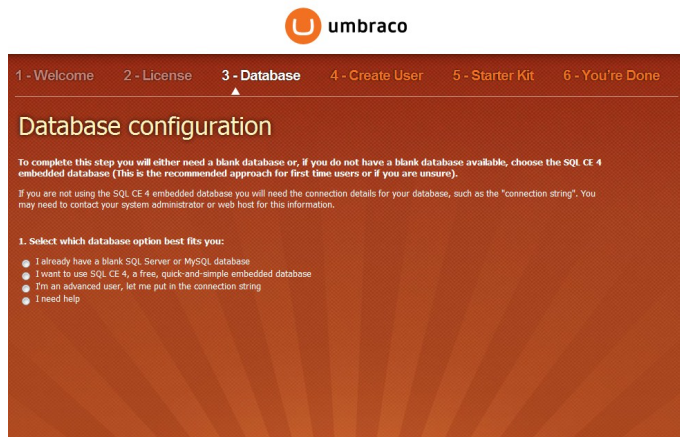 umbraco
1 - Welcome 2 - License 3 - Database 4 - Create User 5 - Starter Kit 6 - You're Done
Database configuration
To complete this step you will either need a blank database or, if you do not have a blank database available, choose the SQL CE 4
embedded database (This is the recommended approach for first time users or if you are unsure).
If you are not using the SQL CE 4 embedded database you will need the connection details for your database, such as the "connection string". You
may need to contact your system administrator or web host for this information.
1. Select which database option best fits you:
I already have a blank SQL Server or MySQL database
I want to use SQL CE 4, a free, quick-and-simple embedded database
I'm an advanced user, let me put in the connection string
I need help